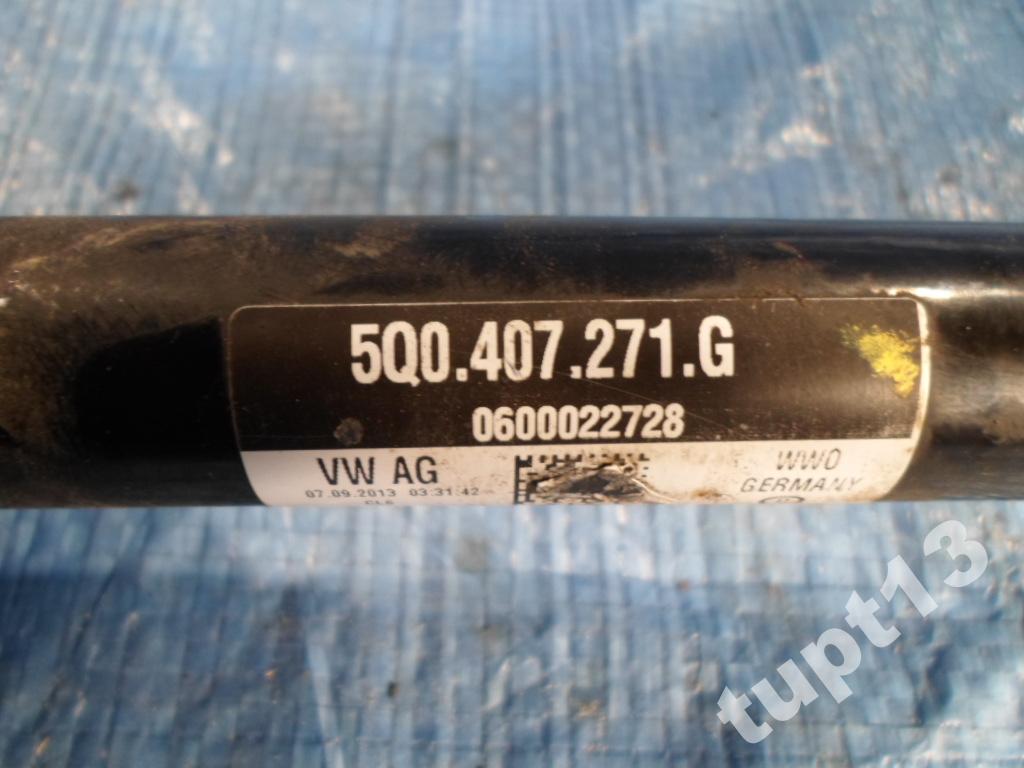 5Q0.407.271.G
0600022728
VW AG
07.09.2013 03:31:42
WWO
GERMANY
tupt13